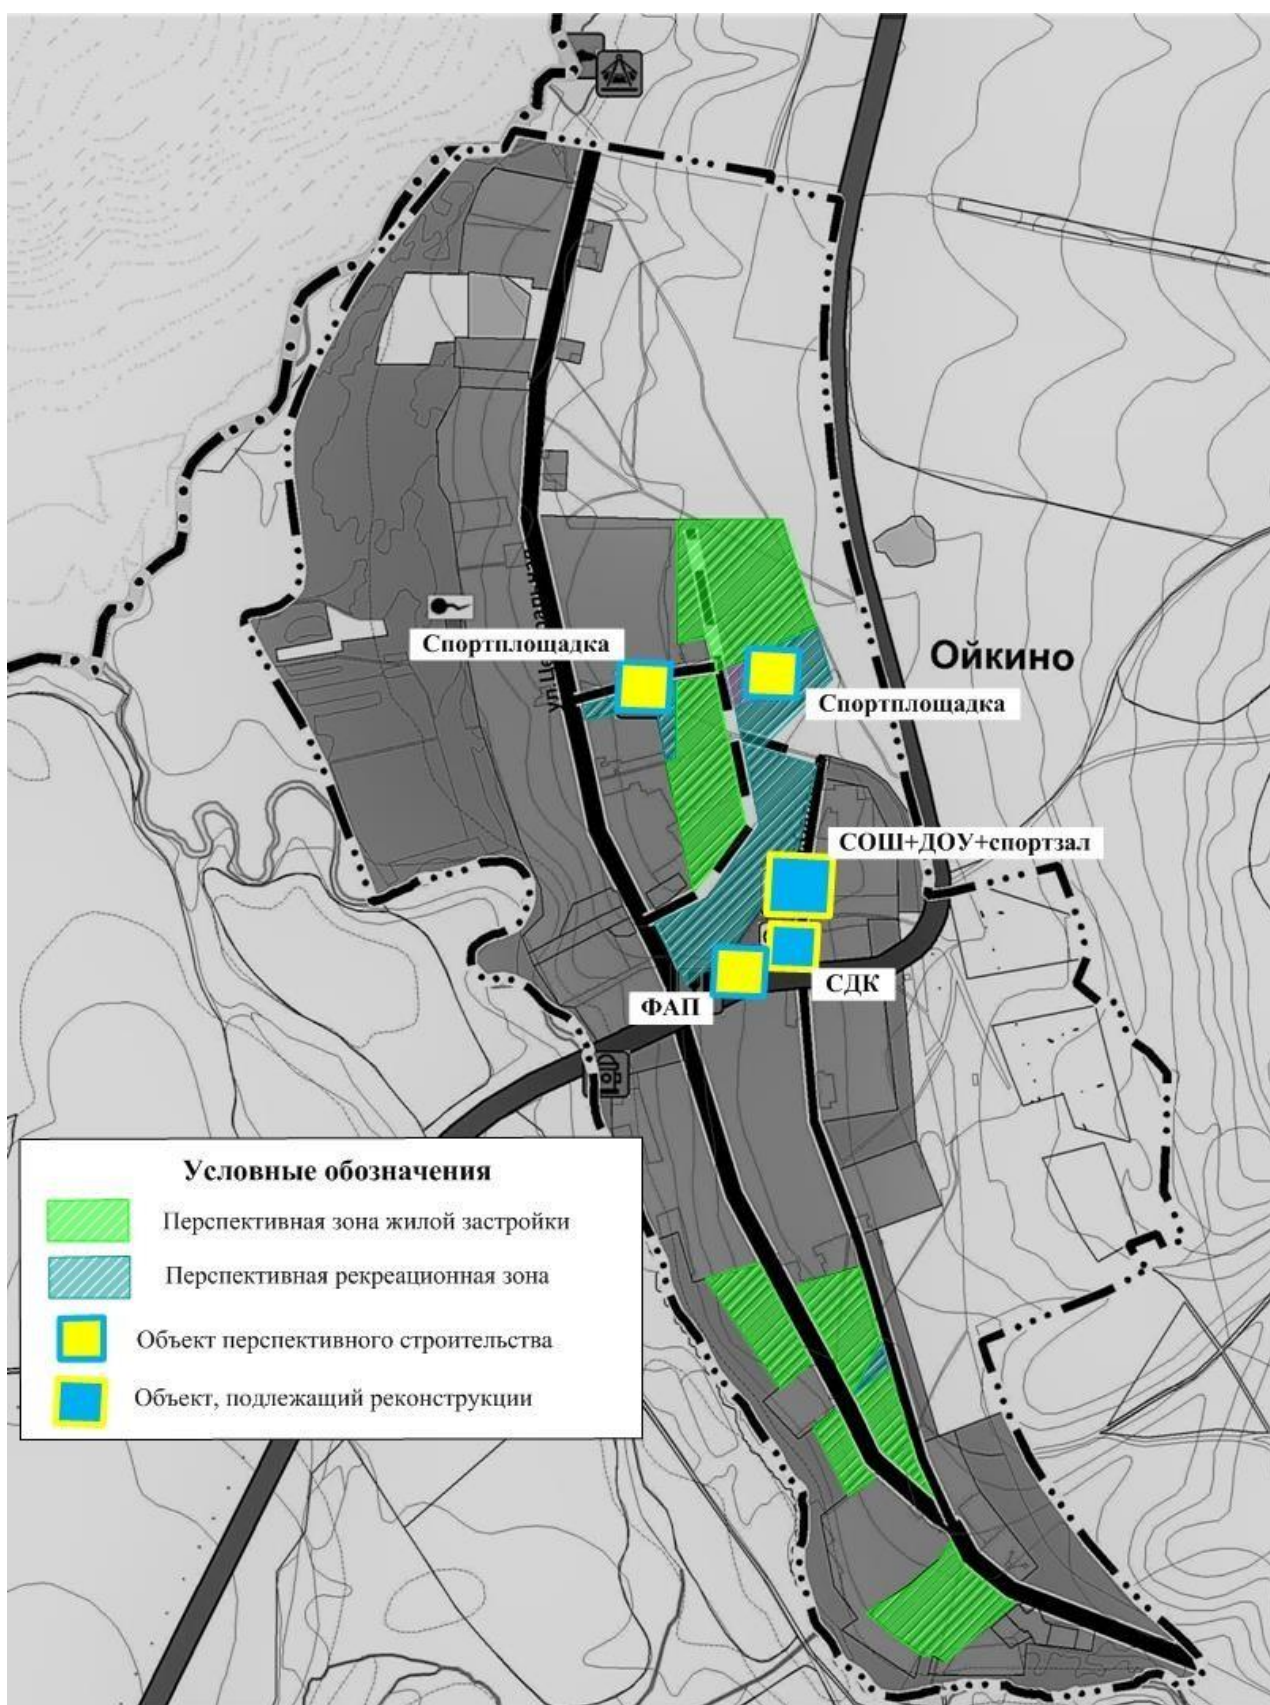 Спортплощадка
Ойкино
Спортплощадка
СОШ+ДОУ+спортзал
СДК
ФАП
Условные обозначения
Перспективная зона жилой застройки
Перспективная рекреационная зона
Объект перспективного строительства
Объект, подлежащий реконструкции